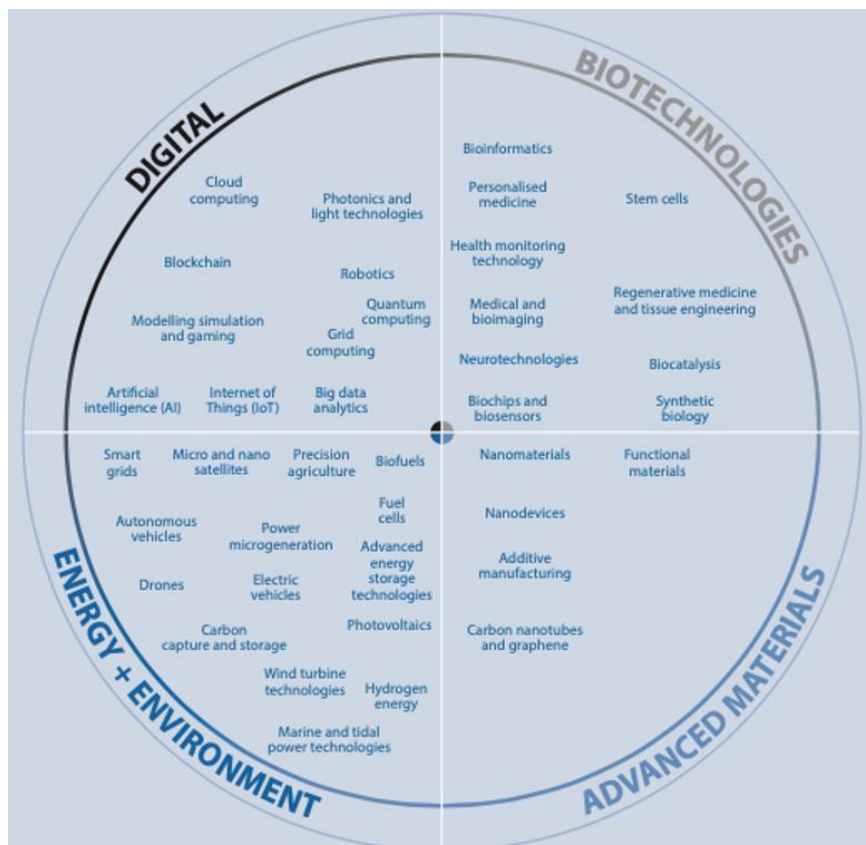 DIGITAL
Cloud
computing
Photonics and
light technologies
Blockchain
Robotics
Modelling simulation
and gaming
Quantum
computing
Grid
computing
Artificial
intelligence (AI)
Internet of
Things (IoT)
Big data
analytics
BIOTECHNOLOGIES
Bioinformatics
Personalised
medicine
Stem cells
Health monitoring
technology
Medical and
bioimaging
Regenerative medicine
and tissue engineering
Neurotechnologies
Biocatalysis
Biochips and
biosensors
Synthetic
biology
ENERGY + ENVIRONMENT
Smart
grids
Micro and nano
satellites
Precision
agriculture
Biofuels
Fuel
cells
Autonomous
vehicles
Power
microgeneration
Advanced
energy
storage
technologies
Drones
Electric
vehicles
Carbon
capture and storage
Photovoltaics
Wind turbine
technologies
Hydrogen
energy
Marine and tidal
power technologies
ADVANCED MATERIALS
Nanomaterials
Functional
materials
Nanodevices
Additive
manufacturing
Carbon nanotubes
and graphene